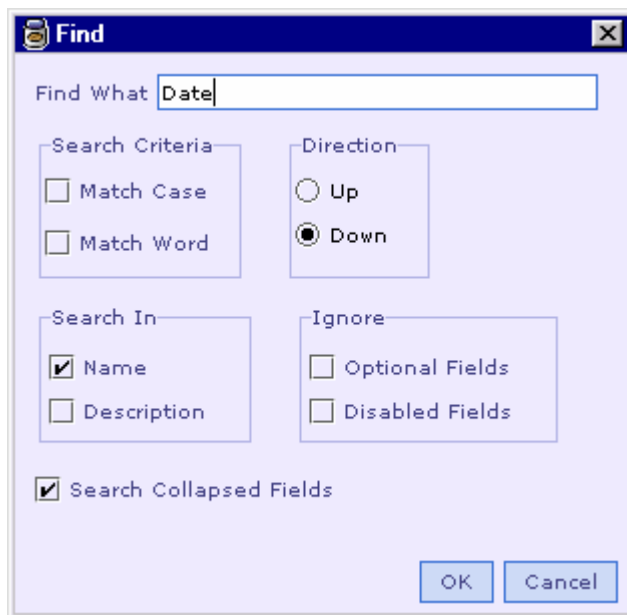 Find
Find What Date
Search Criteria
Match Case
Match Word
Direction
Up
Down
Search In
Name
Description
Ignore
Optional Fields
Disabled Fields
Search Collapsed Fields
OK Cancel